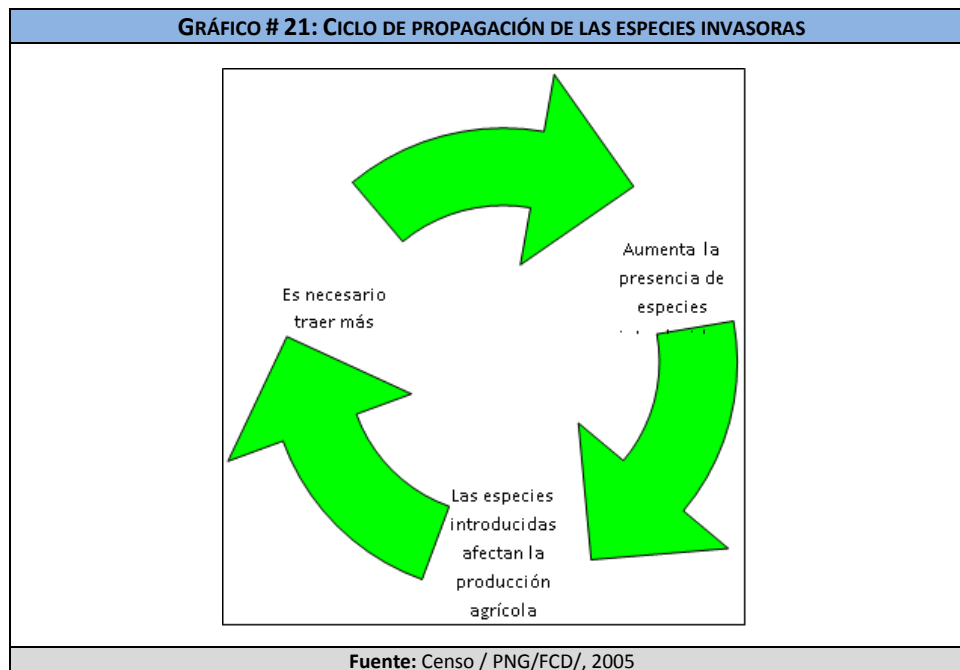 GRÁFICO # 21: CICLO DE PROPAGACIÓN DE LAS ESPECIES INVASORAS
Aumenta la
presencia de
especies
Es necesario
traer más
Las especies
introducidas
afectan la
producción
agrícola
Fuente: Censo / PNG/FCD/, 2005